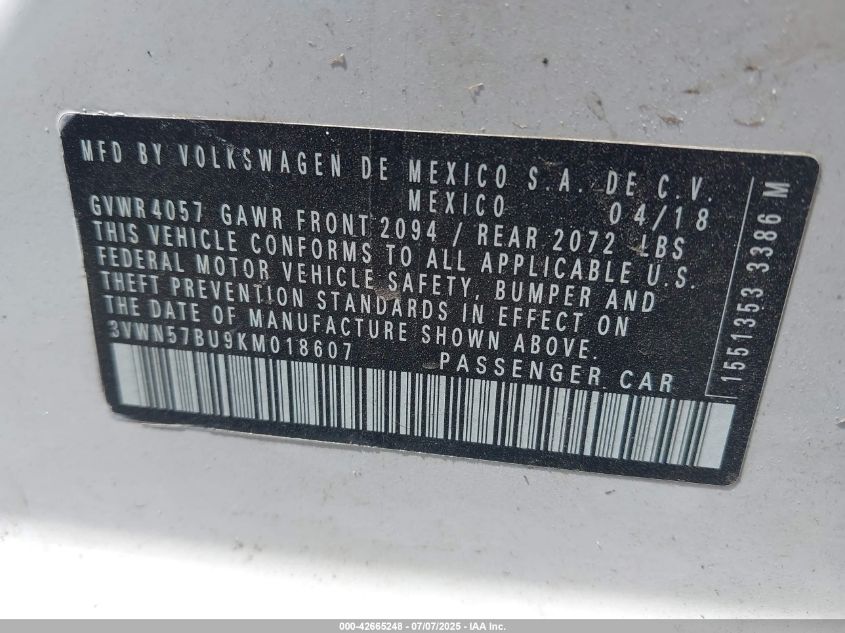 MFD BY VOLKSWAGEN DE MEXICO S.A. DE C.V.
MEXICO 04/18
GVWR 4057 GAWR FRONT 2094 / REAR 2072 LBS
THIS VEHICLE CONFORMS TO ALL APPLICABLE U.S.
FEDERAL MOTOR VEHICLE SAFETY, BUMPER AND
THEFT PREVENTION STANDARDS IN EFFECT ON
THE DATE OF MANUFACTURE SHOWN ABOVE.
3VWN57BU9KM018607
PASSENGER CAR
1551353 3386 M
000-42665248 - 07/07/2025 - IAA Inc.